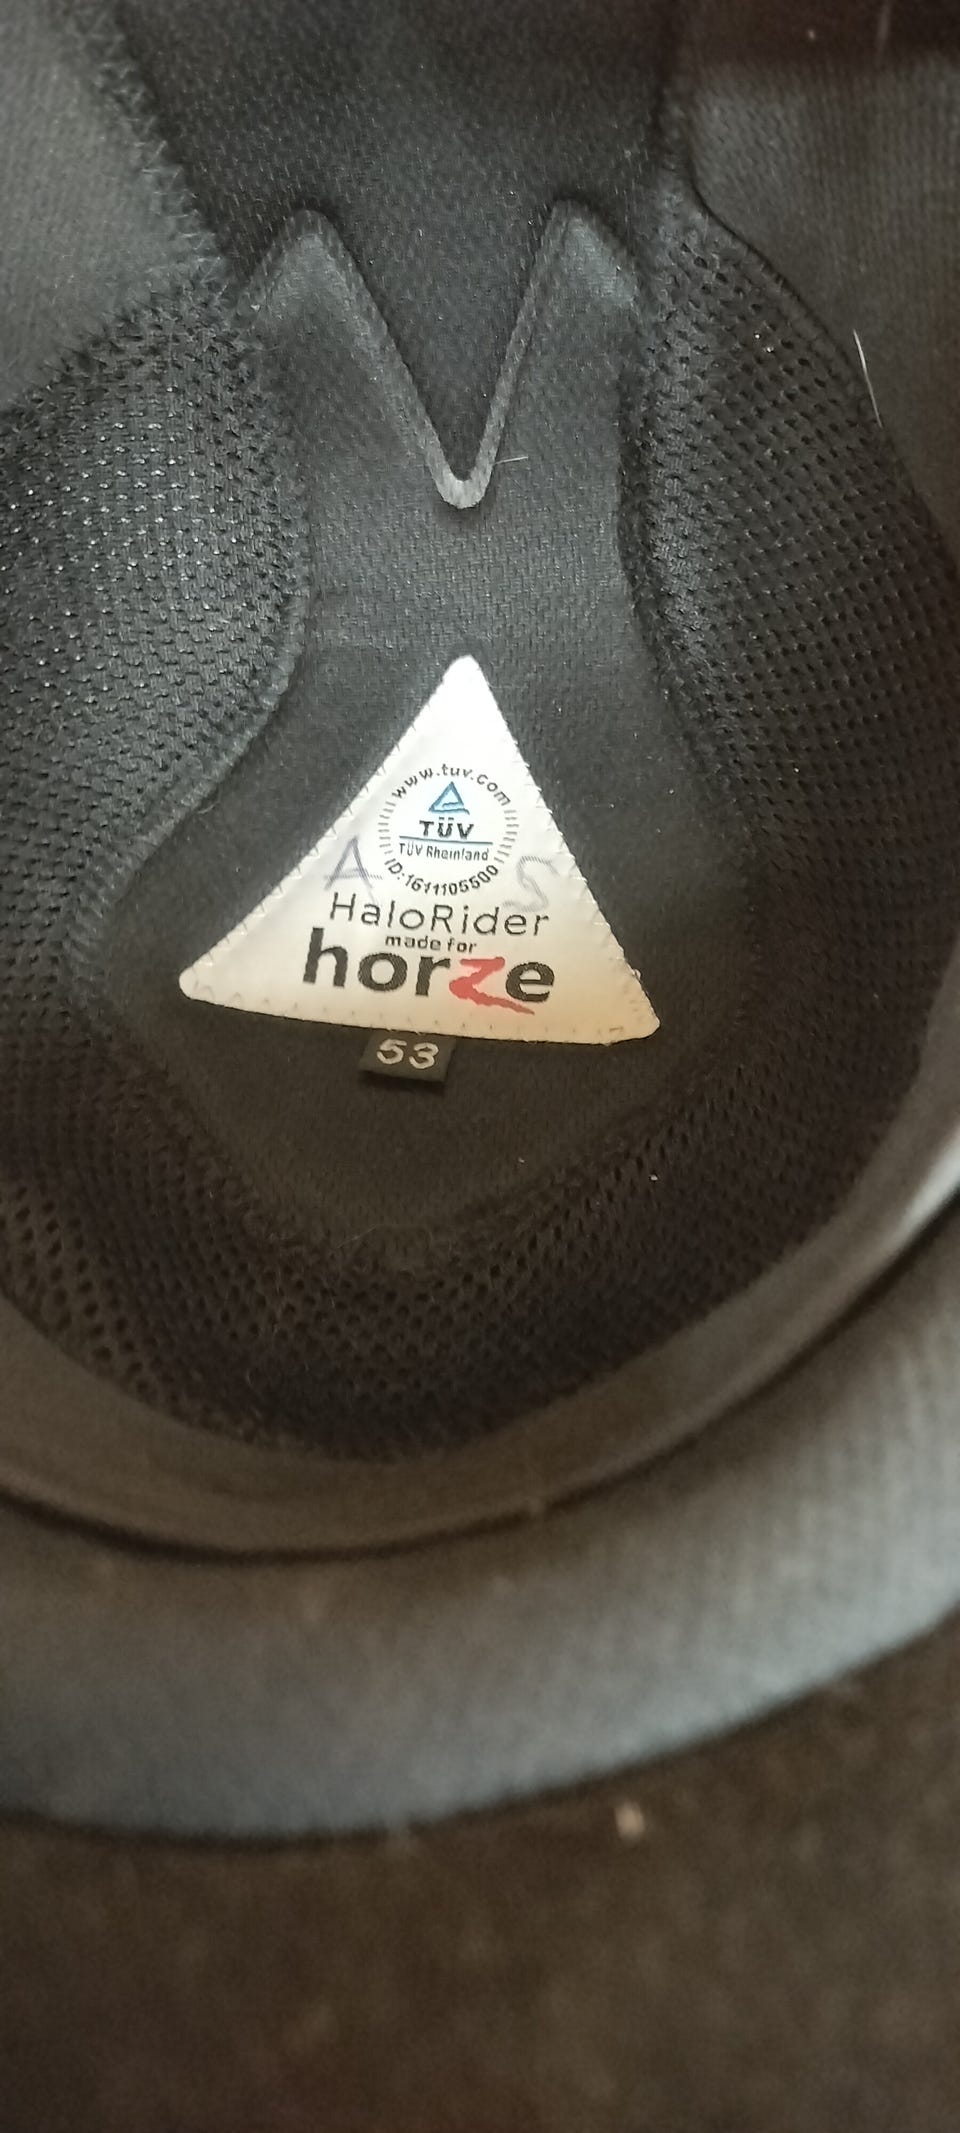 www.tuv.com
TÜV
TÜV Rheinland
ID:1611105500
A S
HaloRider
made for
horze
53